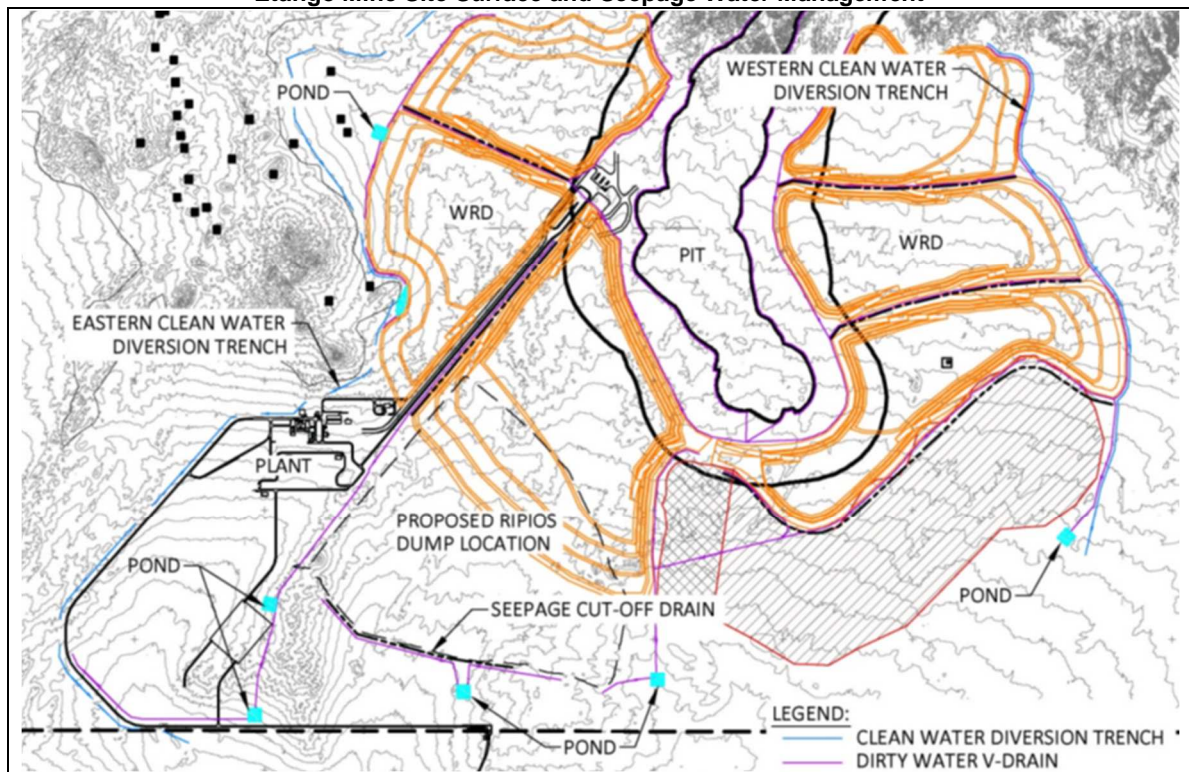 Etango Mine Site Surface and Seepage Water Management
POND
WESTERN CLEAN WATER
DIVERSION TRENCH
WRD
PIT
WRD
EASTERN CLEAN WATER
DIVERSION TRENCH
PLANT
PROPOSED RIPIOS
DUMP LOCATION
POND
SEEPAGE CUT-OFF DRAIN
POND
POND
LEGEND:
CLEAN WATER DIVERSION TRENCH
DIRTY WATER V-DRAIN